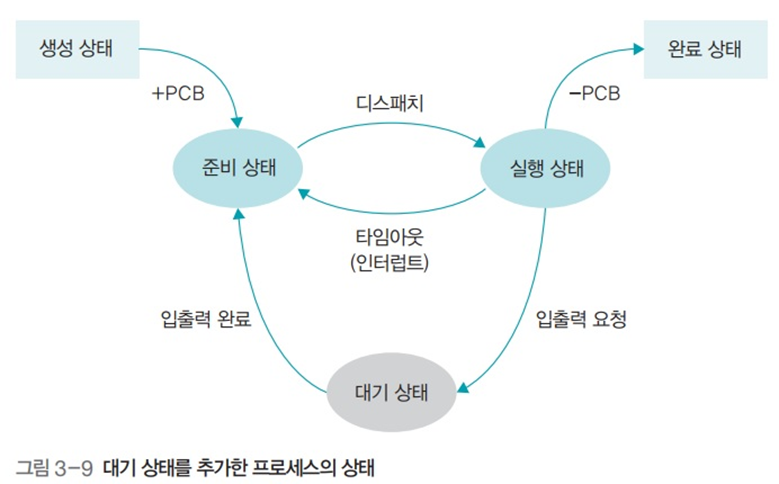 생성 상태
완료 상태
+PCB
디스패치
–PCB
준비 상태
실행 상태
타임아웃
(인터럽트)
입출력 완료
입출력 요청
대기 상태
그림 3-9 대기 상태를 추가한 프로세스의 상태